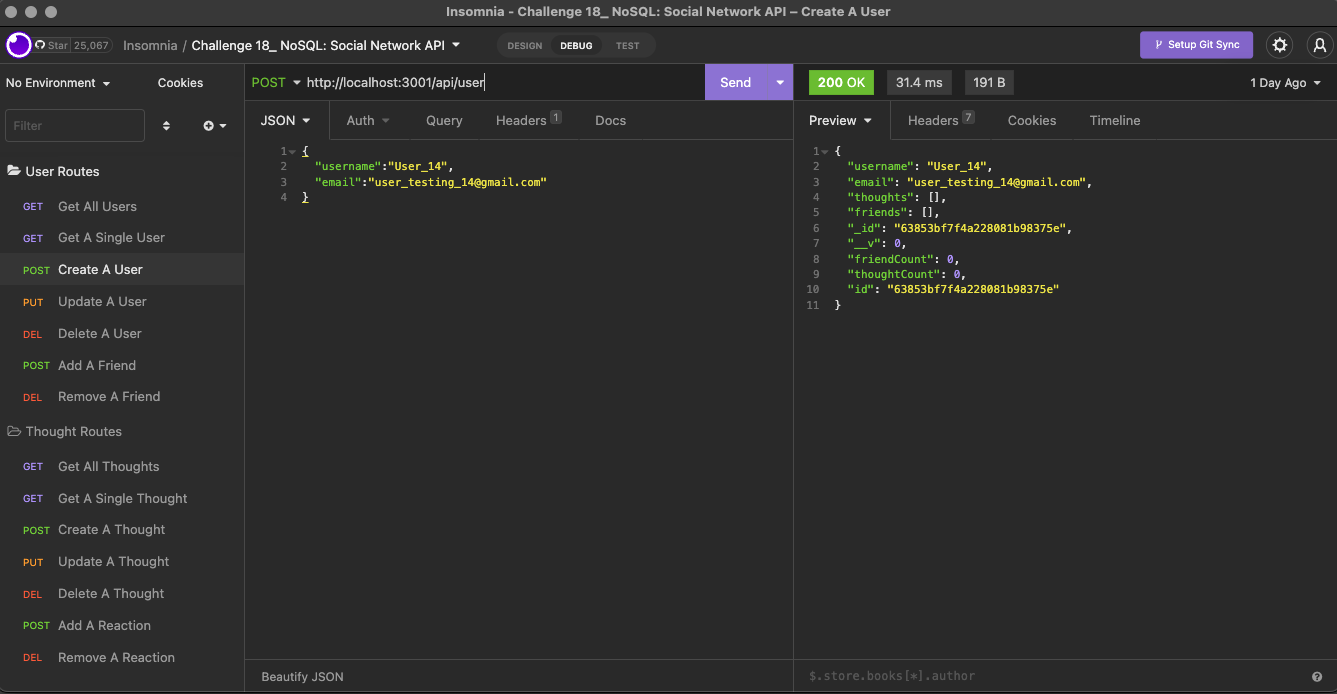 Insomnia - Challenge 18_ NoSQL: Social Network API – Create A User
Star 25,067
Insomnia / Challenge 18_ NoSQL: Social Network API
DESIGN DEBUG TEST
Setup Git Sync
No Environment Cookies
POST http://localhost:3001/api/user
Send
200 OK 31.4 ms 191 B
1 Day Ago
Filter
JSON Auth Query Headers 1 Docs
Preview Headers 7 Cookies Timeline
User Routes
GET Get All Users
GET Get A Single User
POST Create A User
PUT Update A User
DEL Delete A User
POST Add A Friend
DEL Remove A Friend
Thought Routes
GET Get All Thoughts
GET Get A Single Thought
POST Create A Thought
PUT Update A Thought
DEL Delete A Thought
POST Add A Reaction
DEL Remove A Reaction
1 {
2 "username":"User_14",
3 "email":"user_testing_14@gmail.com"
4 }
Beautify JSON
1 {
2 "username": "User_14",
3 "email": "user_testing_14@gmail.com",
4 "thoughts": [],
5 "friends": [],
6 "_id": "63853bf7f4a228081b98375e",
7 "__v": 0,
8 "friendCount": 0,
9 "thoughtCount": 0,
10 "id": "63853bf7f4a228081b98375e"
11 }
$.store.books[*].author